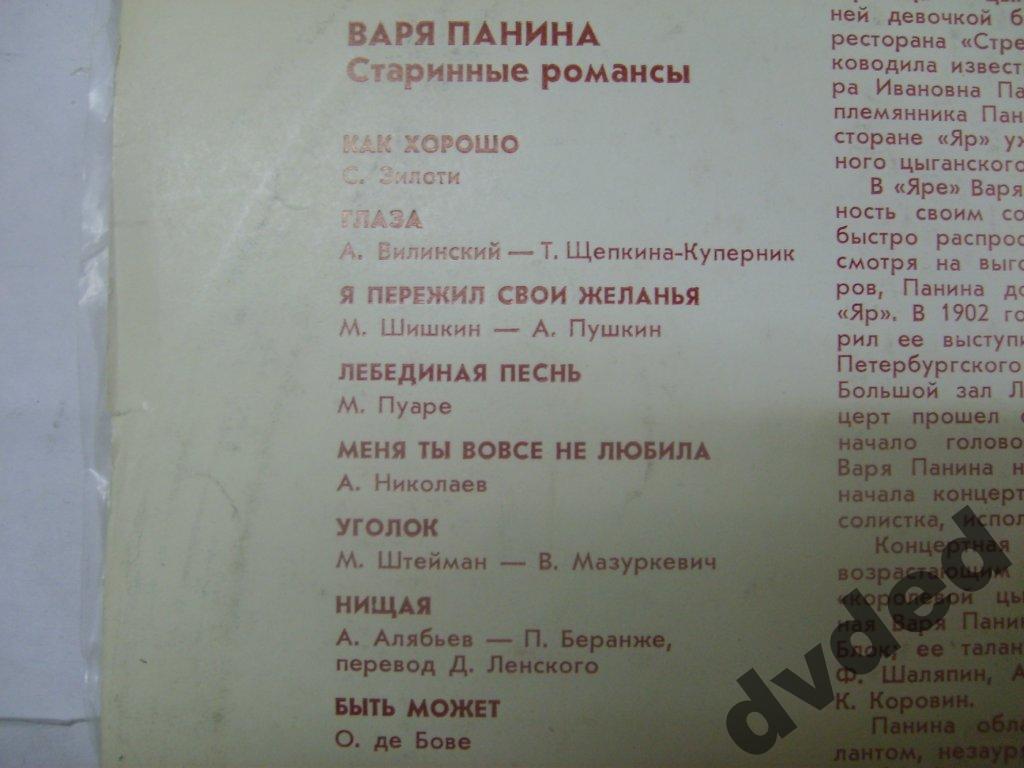 ВАРЯ ПАНИНА
Старинные романсы
КАК ХОРОШО
С. Зилоти
ГЛАЗА
А. Вилинский — Т. Щепкина-Куперник
Я ПЕРЕЖИЛ СВОИ ЖЕЛАНЬЯ
М. Шишкин — А. Пушкин
ЛЕБЕДИНАЯ ПЕСНЬ
М. Пуаре
МЕНЯ ТЫ ВОВСЕ НЕ ЛЮБИЛА
А. Николаев
УГОЛОК
М. Штейман — В. Мазуркевич
НИЩАЯ
А. Алябьев — П. Беранже,
перевод Д. Ленского
БЫТЬ МОЖЕТ
О. де Бове
ней девочкой
ресторана «Стре
ководила извест
ра Ивановна Па
племянника Пан
сторане «Яр» у
ного цыганского
В «Яре» Варя
ность своим со
быстро распрос
смотря на выго
ров, Панина до
«Яр». В 1902 го
рил ее выступи
Петербургского
Большой зал
церт прошел
начало голово
Варя Панина
начала концерт
солистка, испол
Концертная
возрастающим
«королевой цы
ная Варя Пани
Блок; ее талан
Ф. Шаляпин, А
К. Коровин.
Панина обла
лантом, незауря
dvded